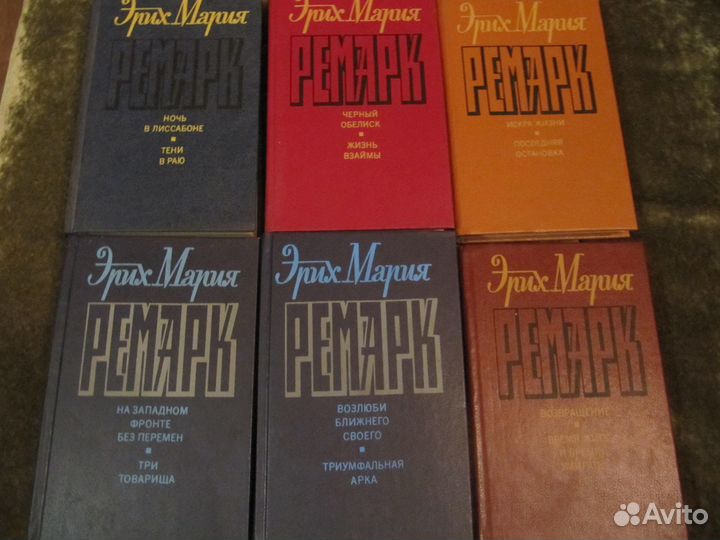 Эрих Мария
РЕМАРК
НОЧЬ
В ЛИССАБОНЕ
ТЕНИ
В РАЮ
Эрих Мария
РЕМАРК
ЧЕРНЫЙ
ОБЕЛИСК
ЖИЗНЬ
ВЗАЙМЫ
Эрих Мария
РЕМАРК
ИСКРА ЖИЗНИ
ПОСЛЕДНЯЯ
ОСТАНОВКА
Эрих Мария
РЕМАРК
НА ЗАПАДНОМ
ФРОНТЕ
БЕЗ ПЕРЕМЕН
ТРИ
ТОВАРИЩА
Эрих Мария
РЕМАРК
ВОЗЛЮБИ
БЛИЖНЕГО
СВОЕГО
ТРИУМФАЛЬНАЯ
АРКА
Эрих Мария
РЕМАРК
ВОЗВРАЩЕНИЕ
ВРЕМЯ
Avito